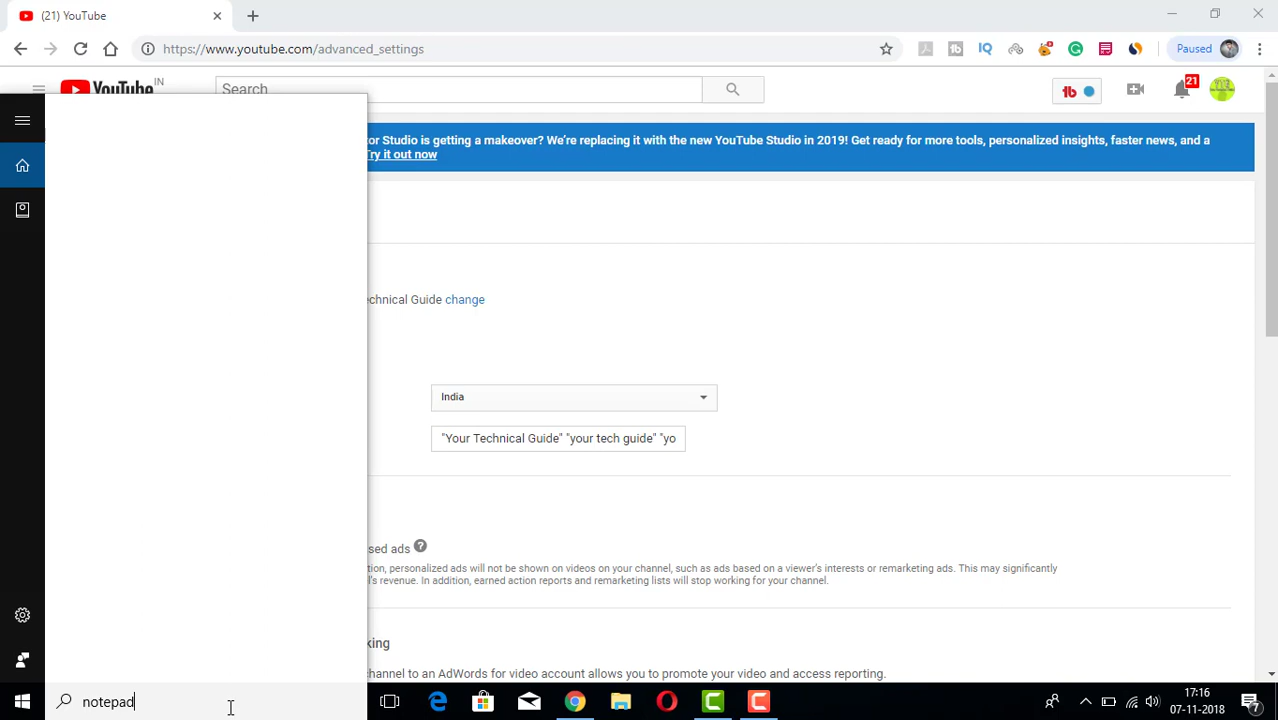 (21) YouTube
https://www.youtube.com/advanced_settings
Paused
YouTube IN
Search
21
tor Studio is getting a makeover? We're replacing it with the new YouTube Studio in 2019! Get ready for more tools, personalized insights, faster news, and a
Try it out now
echnical Guide change
India
"Your Technical Guide" "your tech guide" "yo
sed ads
tion, personalized ads will not be shown on videos on your channel, such as ads based on a viewer's interests or remarketing ads. This may significantly
l's revenue. In addition, earned action reports and remarketing lists will stop working for your channel.
king
channel to an AdWords for video account allows you to promote your video and access reporting.
notepad
17:16
07-11-2018
7